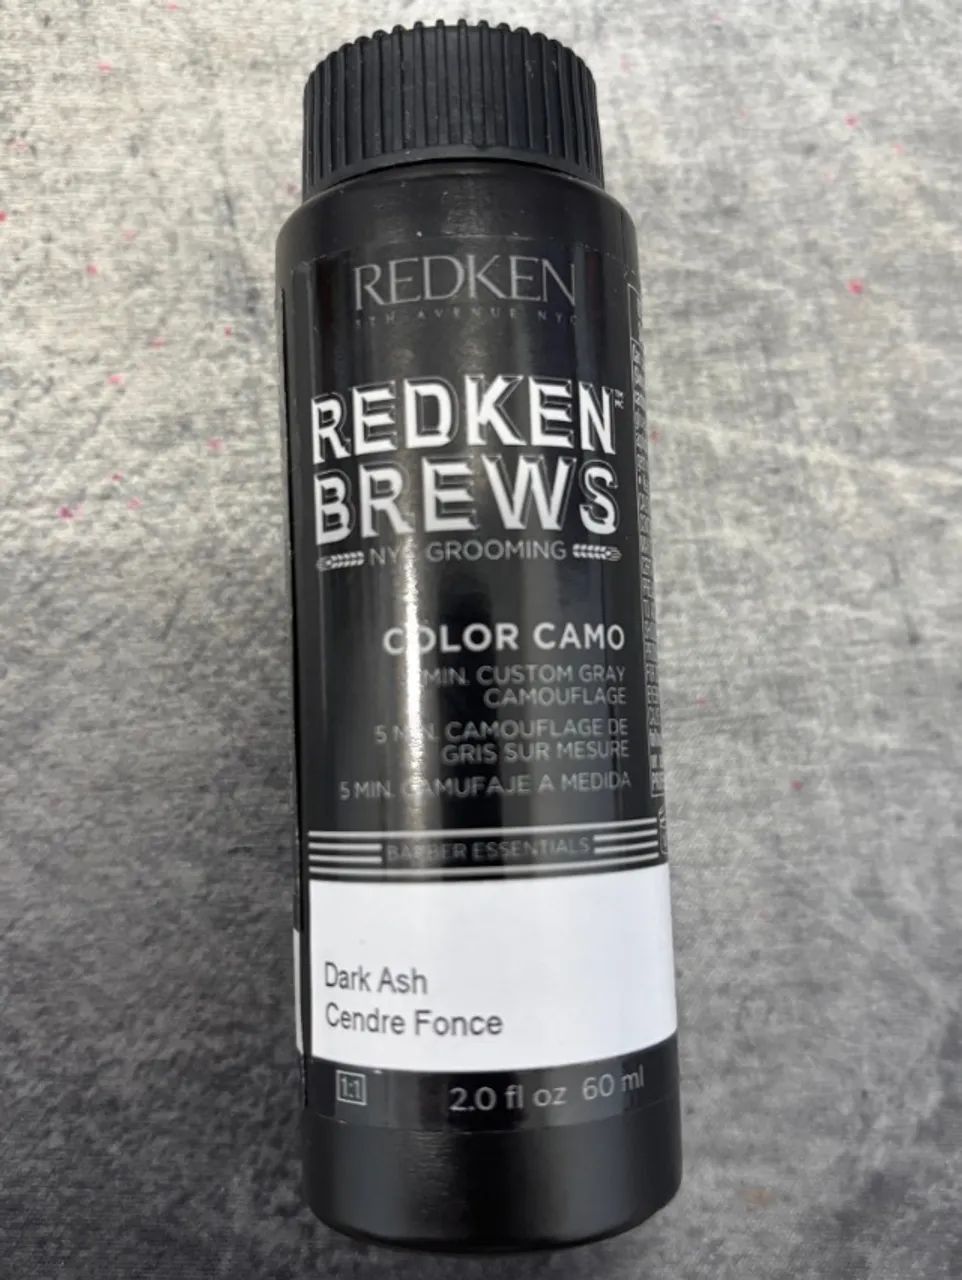 REDKEN
5TH AVENUE NYC
REDKEN™
BREWS
NYC GROOMING
COLOR CAMO
MIN. CUSTOM GRAY
CAMOUFLAGE
5 MIN. CAMOUFLAGE DE
GRIS SUR MESURE
5 MIN. CAMUFAJE A MEDIDA
BARBER ESSENTIALS
Dark Ash
Cendre Fonce
1:1
2.0 fl oz 60 ml